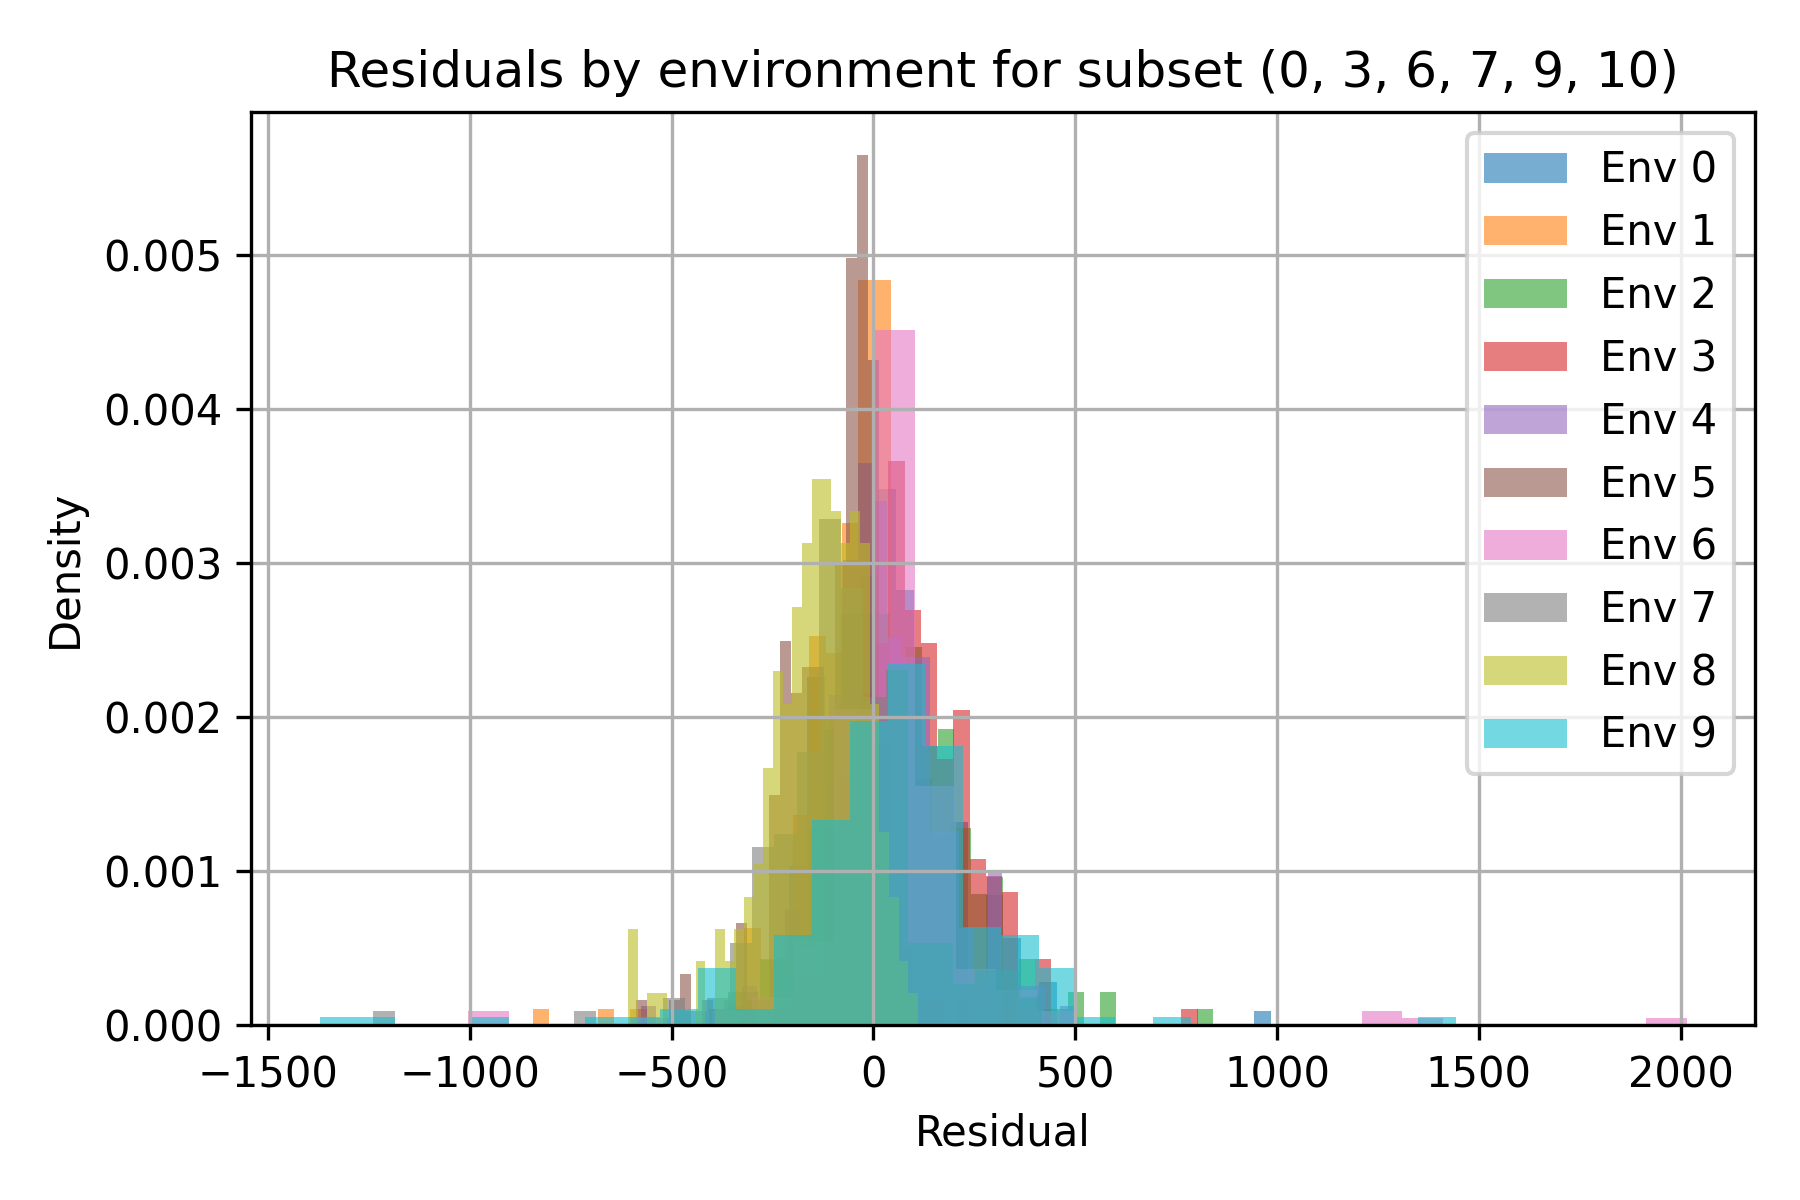 Residuals by environment for subset (0, 3, 6, 7, 9, 10)
Env 0
Env 1
Env 2
Env 3
Env 4
Env 5
Env 6
Env 7
Env 8
Env 9
Density
0.005
0.004
0.003
0.002
0.001
0.000
−1500 −1000 −500 0 500 1000 1500 2000
Residual